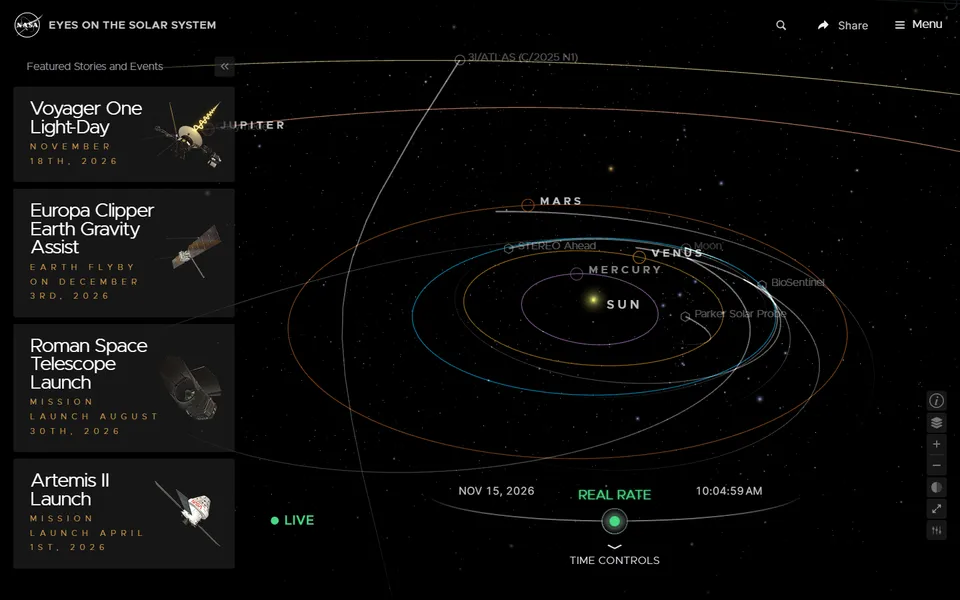 NASA
EYES ON THE SOLAR SYSTEM
Share
Menu
Featured Stories and Events
3I/ATLAS (C/2025 N1)
Voyager One
Light-Day
NOVEMBER
18TH, 2026
JUPITER
Europa Clipper
Earth Gravity
Assist
EARTH FLYBY
ON DECEMBER
3RD, 2026
MARS
STEREO Ahead
Moon
VENUS
MERCURY
BioSentinel
SUN
Parker Solar Probe
Roman Space
Telescope
Launch
MISSION
LAUNCH AUGUST
30TH, 2026
Artemis II
Launch
MISSION
LAUNCH APRIL
1ST, 2026
LIVE
NOV 15, 2026
REAL RATE
10:04:59 AM
TIME CONTROLS